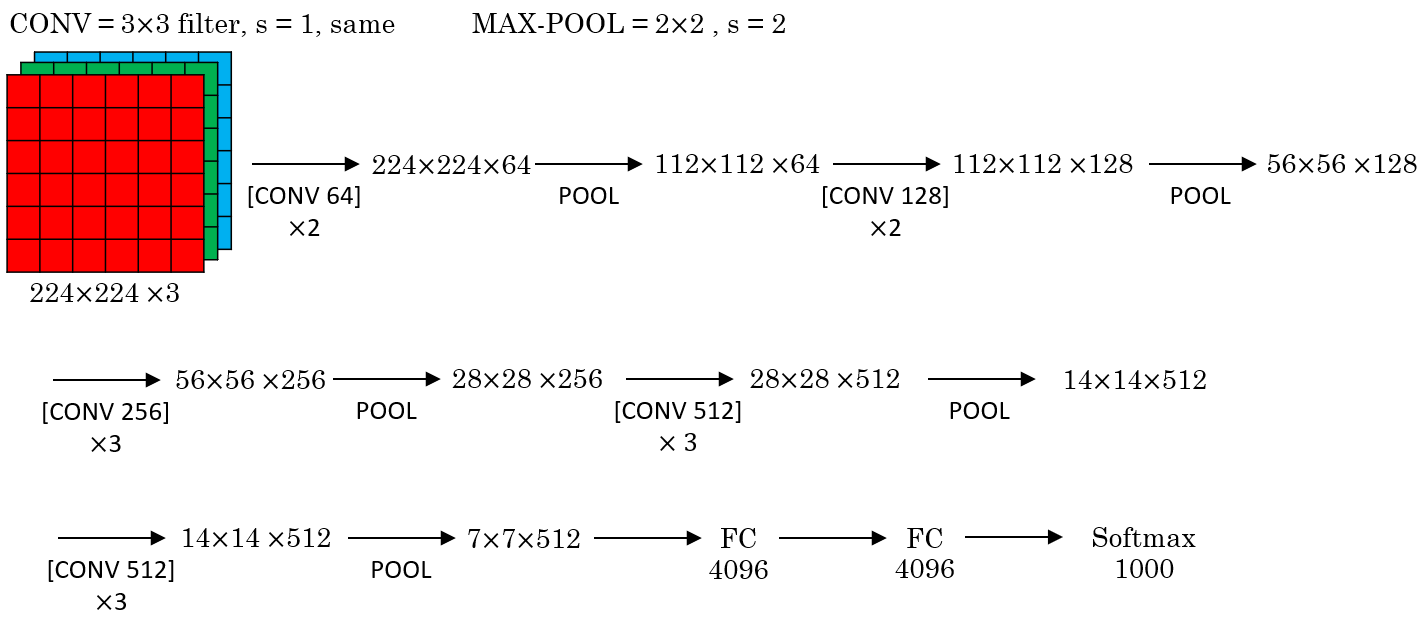 CONV = 3×3 filter, s = 1, same MAX-POOL = 2×2 , s = 2
224×224×64 112×112 ×64 112×112 ×128 56×56 ×128
[CONV 64] POOL [CONV 128] POOL
×2 ×2
224×224 ×3
56×56 ×256 28×28 ×256 28×28 ×512 14×14×512
[CONV 256] POOL [CONV 512] POOL
×3 × 3
14×14 ×512 7×7×512 FC FC Softmax
[CONV 512] POOL 4096 4096 1000
×3